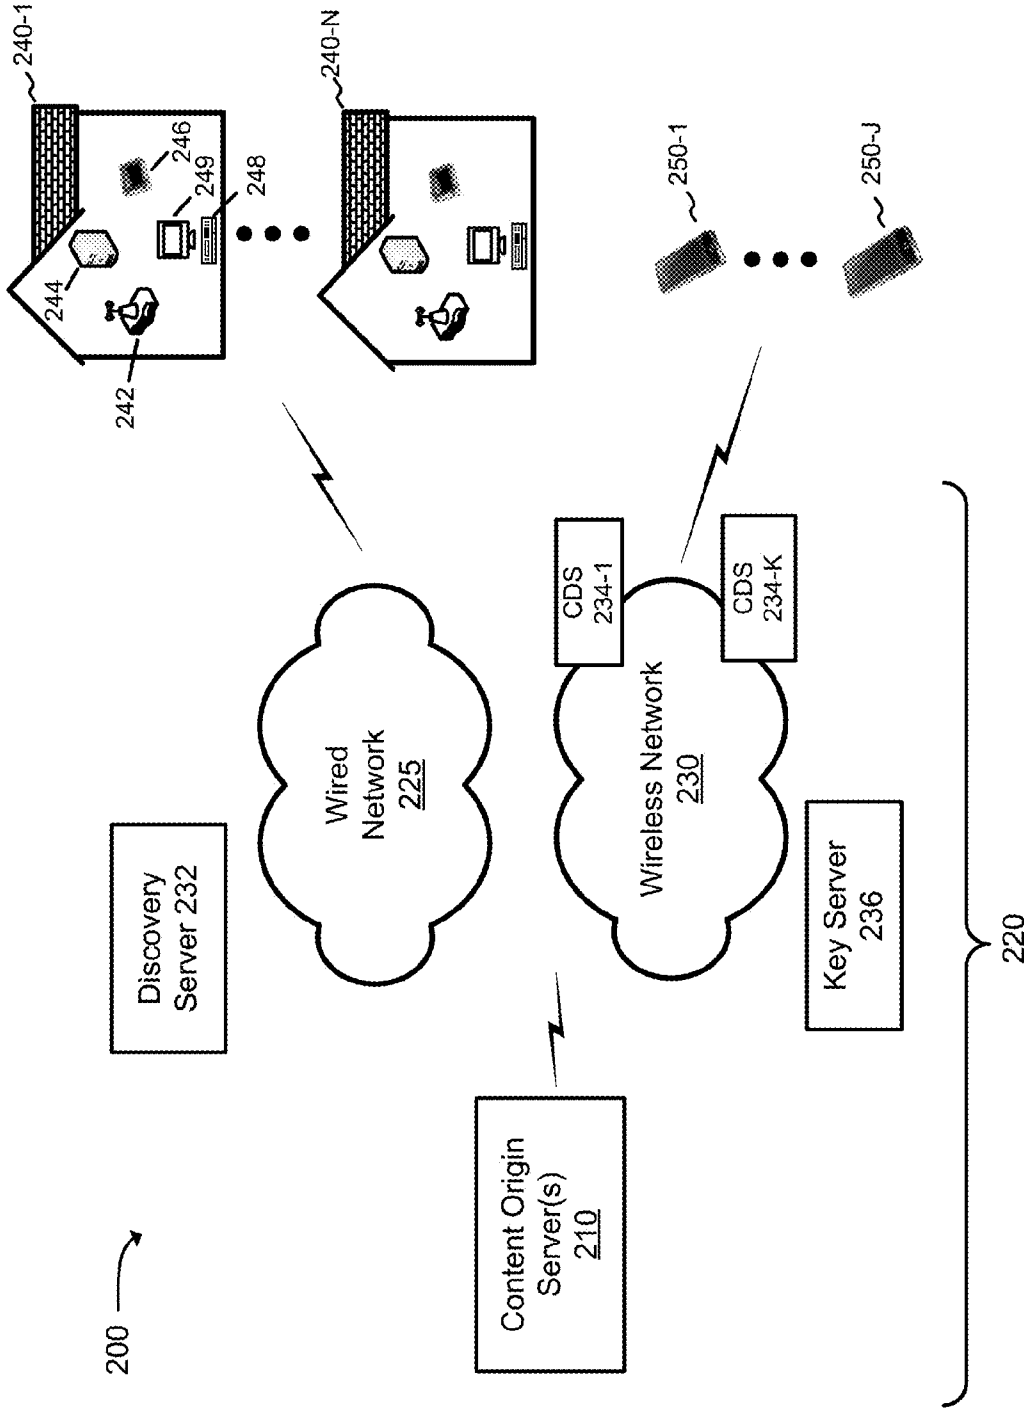 200
Content Origin
Server(s)
210
Discovery
Server 232
Wired
Network
225
Wireless Network
230
CDS
234-1
CDS
234-K
Key Server
236
220
240-1
242
244
246
249
248
240-N
250-1
250-J